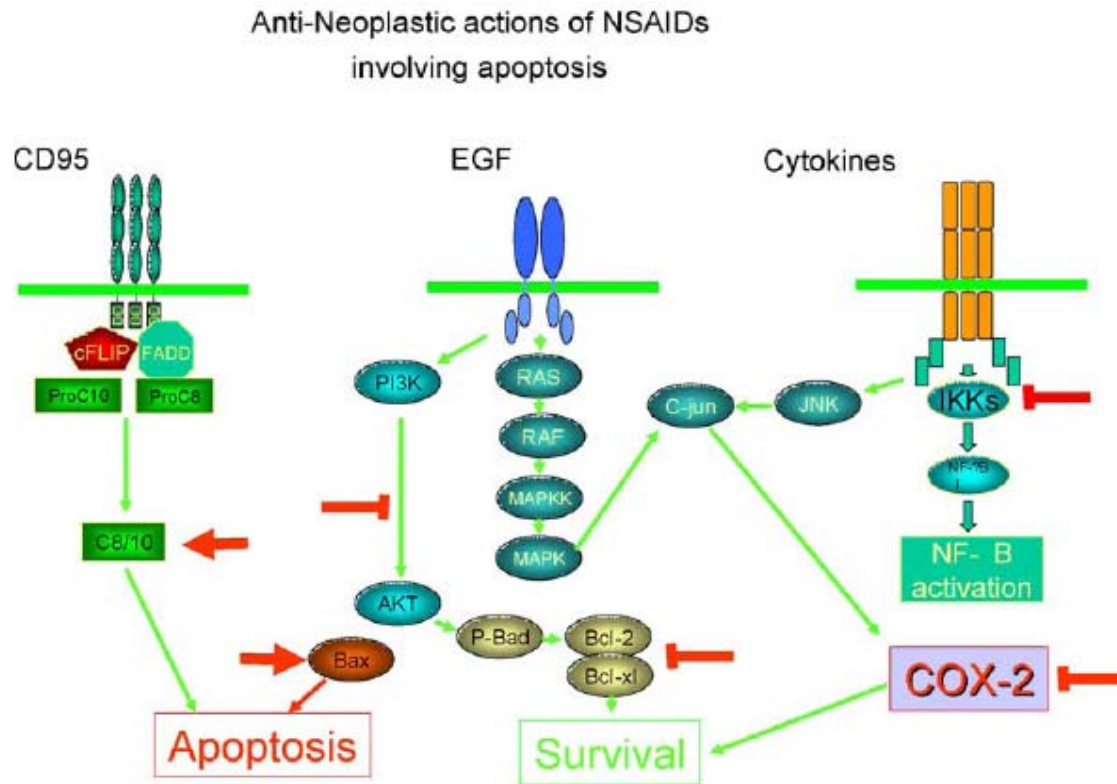 Anti-Neoplastic actions of NSAIDs
involving apoptosis
CD95
EGF
Cytokines
cFLIP
FADD
ProC10
ProC8
PI3K
RAS
RAF
MAPKK
MAPK
C-jun
JNK
IKKs
NF-
B
activation
C8/10
AKT
P-Bad
Bcl-2
Bcl-xl
Bax
COX-2
Apoptosis
Survival